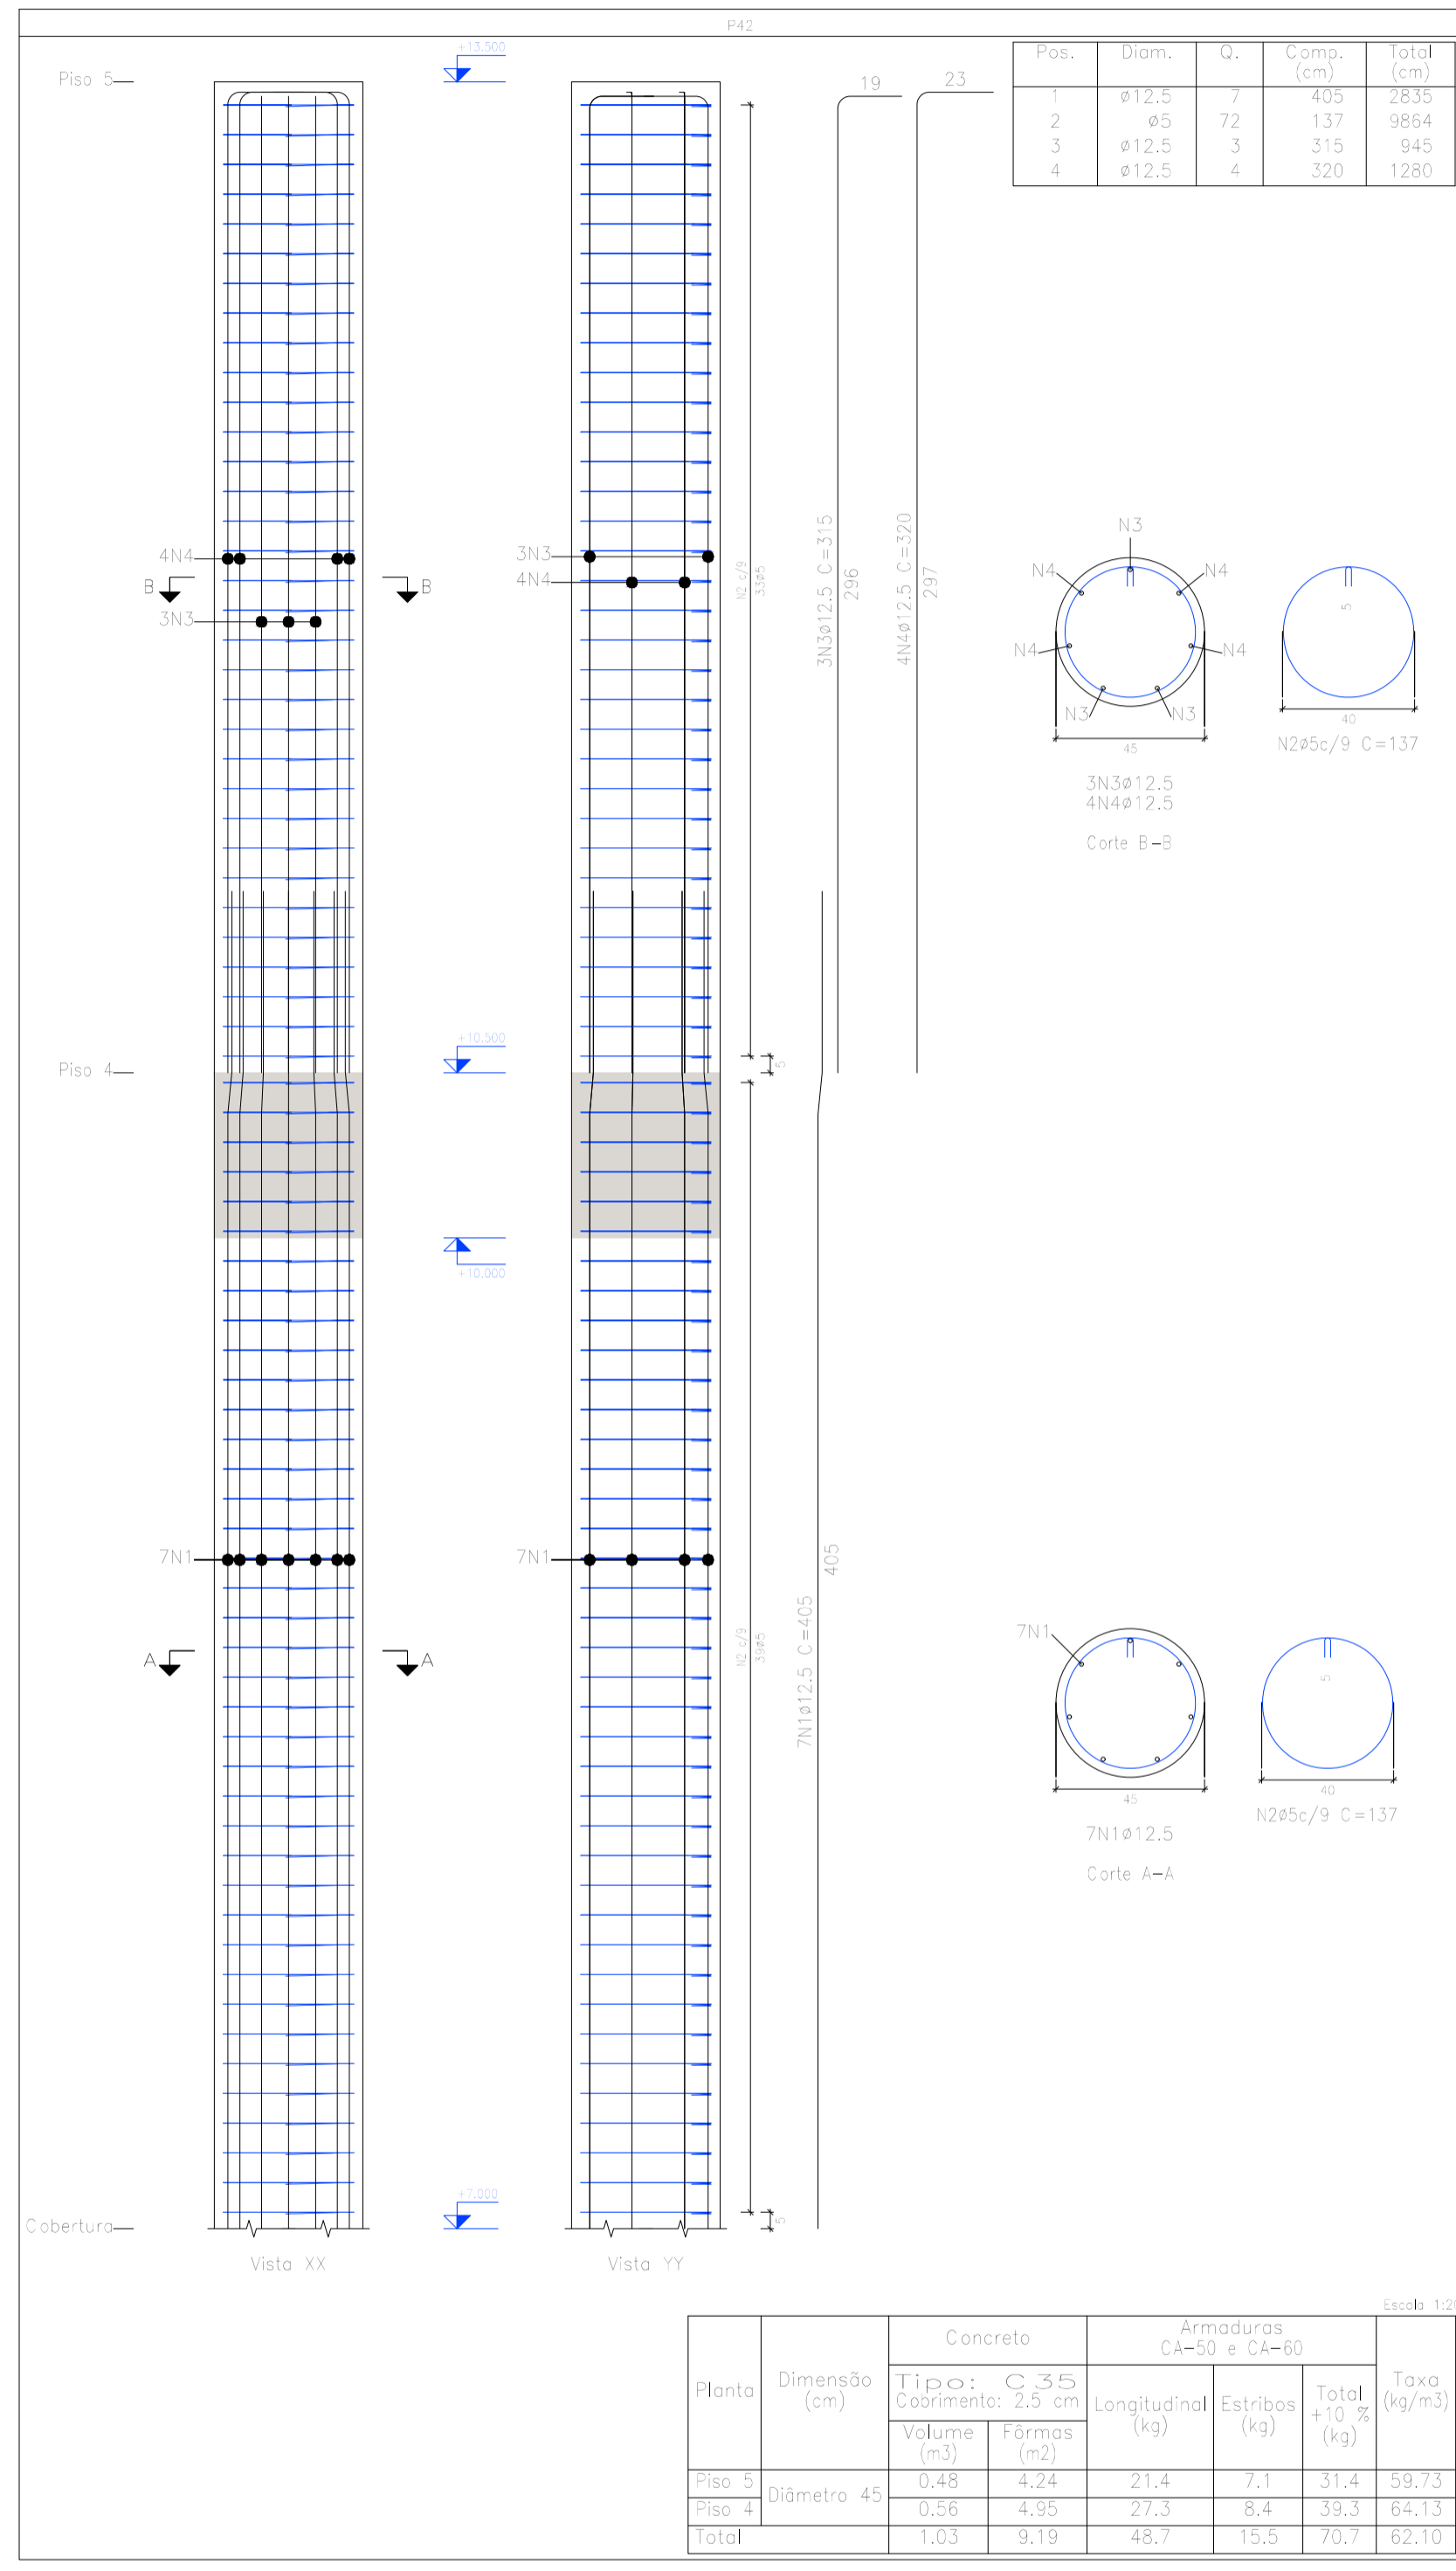 P42
+13.500
Piso 5
19
23
Pos. Diam. Q. Comp. (cm) Total (cm)
1 ø12.5 7 405 2835
2 ø5 72 137 9864
3 ø12.5 3 315 945
4 ø12.5 4 320 1280
4N4
B
B
3N3
3N3
4N4
N2 c/9
33ø5
3N3ø12.5 C=315
296
4N4ø12.5 C=320
297
N3
N4
N4
N4
N4
N3
N3
45
3N3ø12.5
4N4ø12.5
Corte B-B
5
40
N2ø5c/9 C=137
+10.500
Piso 4
5
+10.000
7N1
7N1
A
A
N2 c/9
39ø5
7N1ø12.5 C=405
405
7N1
45
7N1ø12.5
Corte A-A
5
40
N2ø5c/9 C=137
+7.000
Cobertura
5
Vista XX
Vista YY
Escala
Planta
Dimensão
(cm)
Concreto
Tipo: C 35
Cobrimento: 2.5 cm
Volume
(m3)
Fôrmas
(m2)
Armaduras
CA-50 e CA-60
Longitudinal
(kg)
Estribos
(kg)
Total
+10 %
(kg)
Taxa
(kg/m3)
Piso 5 Diâmetro 45 0.48 4.24 21.4 7.1 31.4 59.73
Piso 4 0.56 4.95 27.3 8.4 39.3 64.13
Total 1.03 9.19 48.7 15.5 70.7 62.10